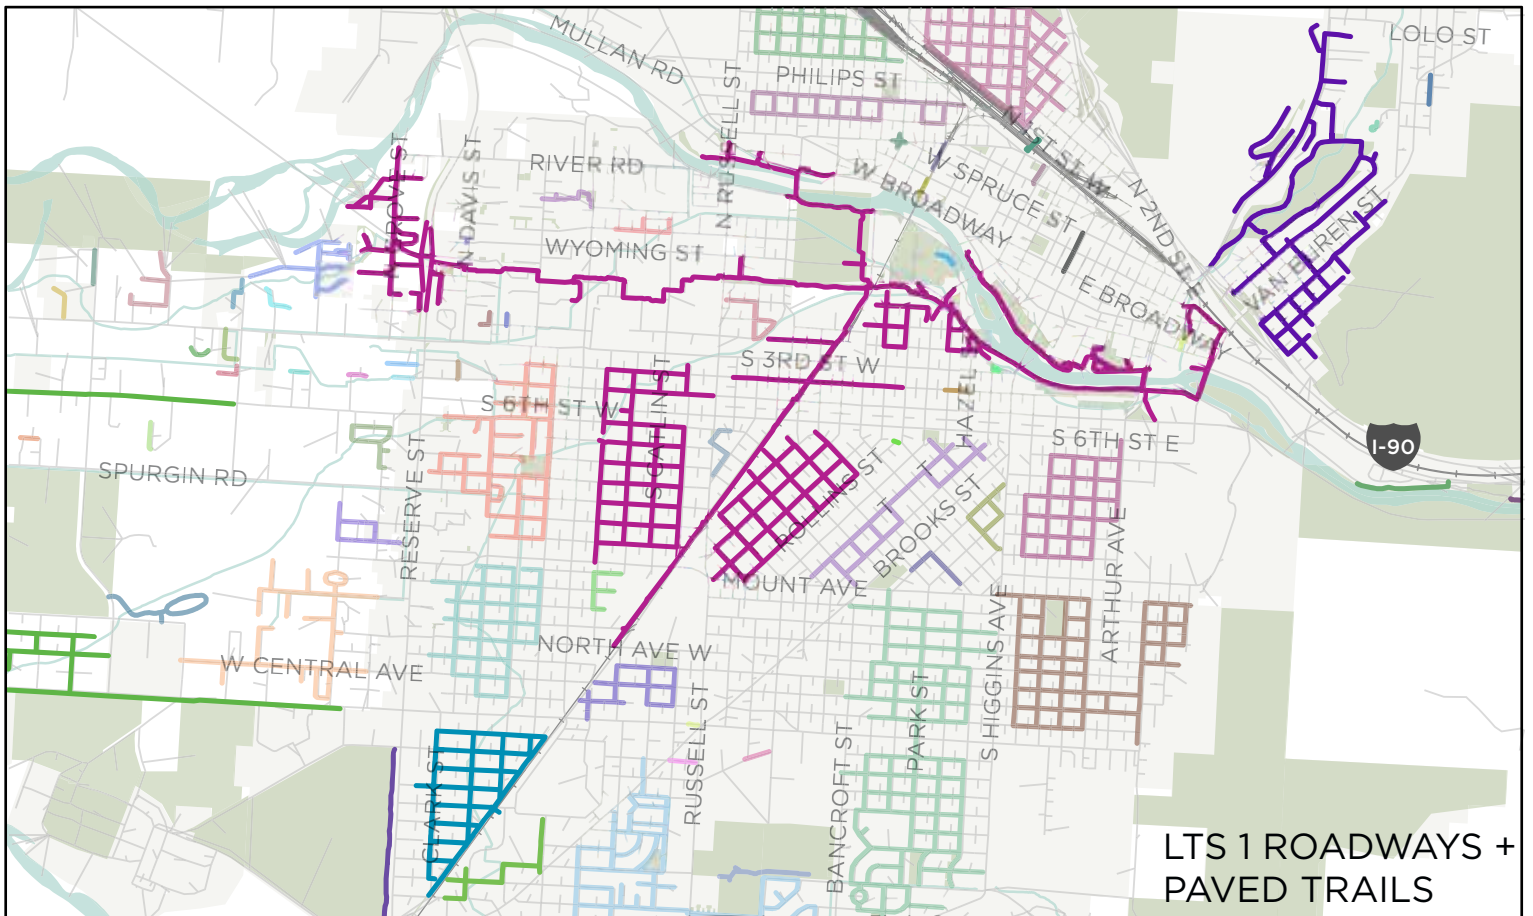 MULLAN RD
LOLO ST
PHILIPS ST
N RUSSELL ST
N 1ST ST W
N GROVE ST
N DAVIS ST
RIVER RD
W SPRUCE ST
W BROADWAY
N 2ND ST E
VAN BUREN ST
WYOMING ST
E BROADWAY
S 3RD ST W
S 6TH ST W
S CATLIN ST
HAZEL S
S 6TH ST E
I-90
SPURGIN RD
RESERVE ST
ROLLINS ST
BROOKS ST
MOUNT AVE
ARTHUR AVE
S HIGGINS AVE
NORTH AVE W
W CENTRAL AVE
RUSSELL ST
PARK ST
BANCROFT ST
CLARK ST
LTS 1 ROADWAYS +
PAVED TRAILS